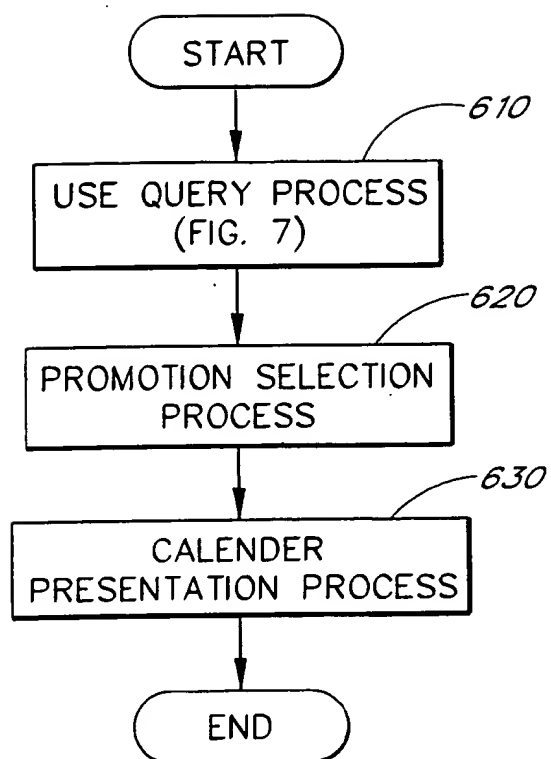 START
610
USE QUERY PROCESS
(FIG. 7)
620
PROMOTION SELECTION
PROCESS
630
CALENDER
PRESENTATION PROCESS
END